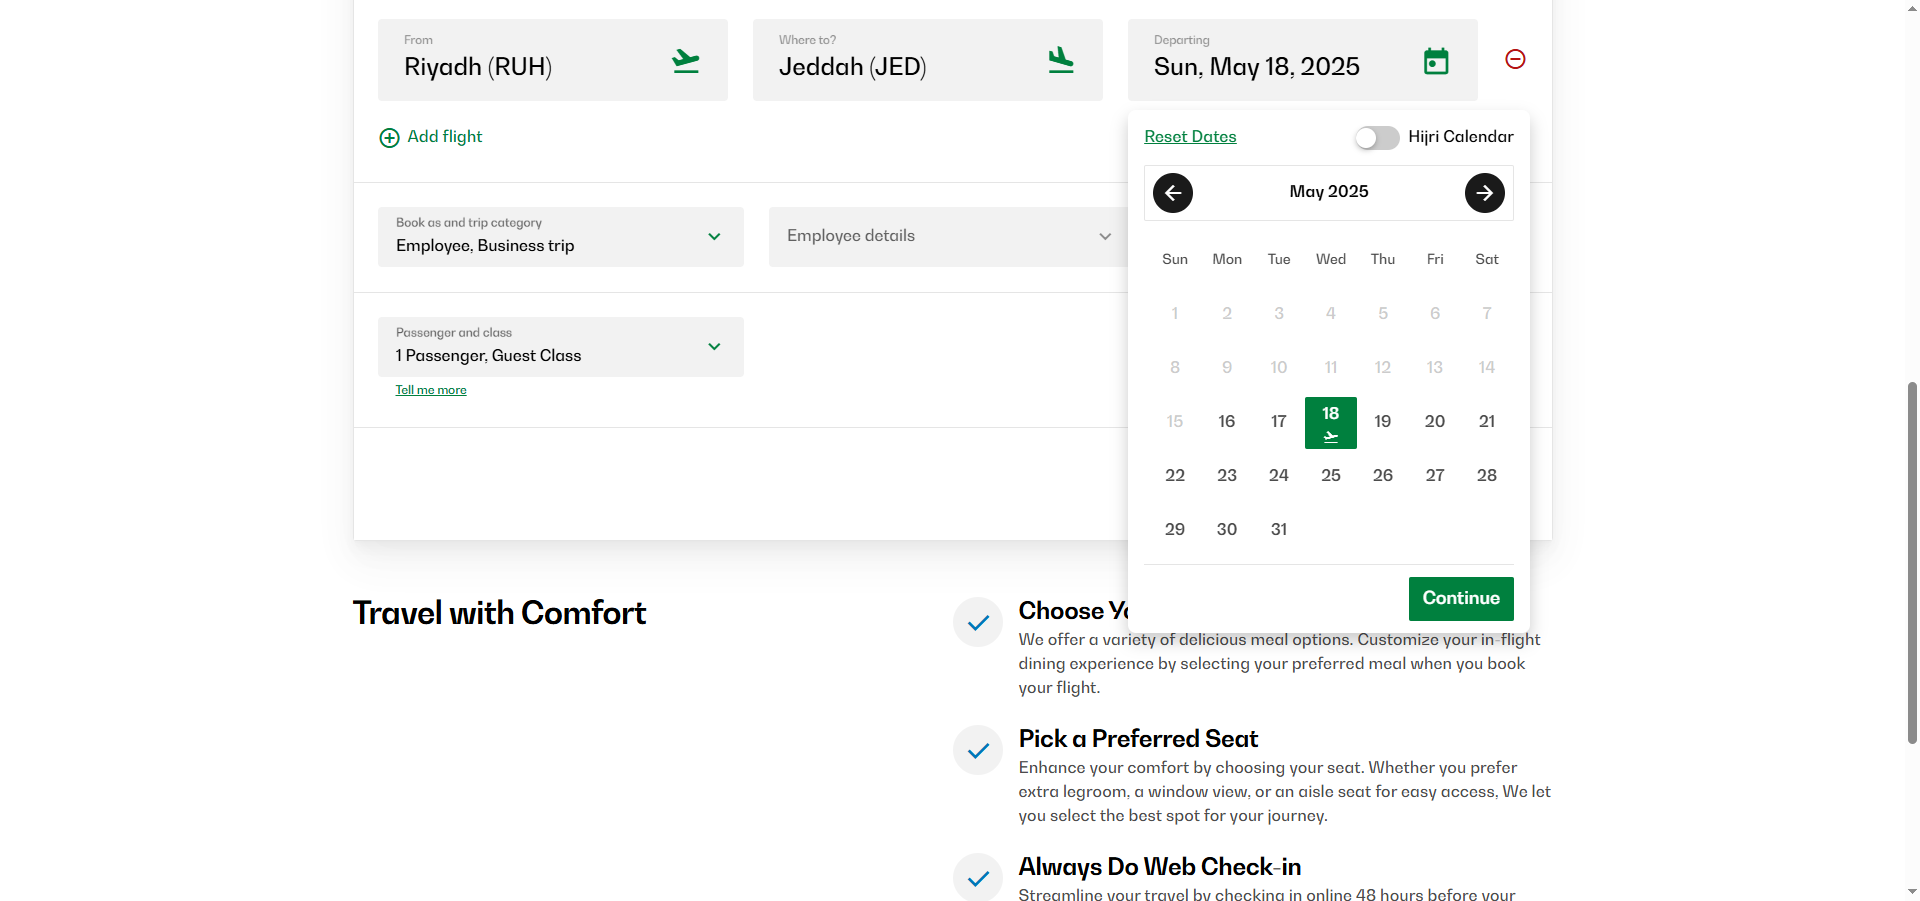 From
Riyadh (RUH)
Where to?
Jeddah (JED)
Departing
Sun, May 18, 2025
Add flight
Reset Dates
Hijri Calendar
May 2025
Sun Mon Tue Wed Thu Fri Sat
1 2 3 4 5 6 7
8 9 10 11 12 13 14
15 16 17 18 19 20 21
22 23 24 25 26 27 28
29 30 31
Continue
Book as and trip category
Employee, Business trip
Employee details
Passenger and class
1 Passenger, Guest Class
Tell me more
Travel with Comfort
Choose
We offer a variety of delicious meal options. Customize your in-flight
dining experience by selecting your preferred meal when you book
your flight.
Pick a Preferred Seat
Enhance your comfort by choosing your seat. Whether you prefer
extra legroom, a window view, or an aisle seat for easy access, We let
you select the best spot for your journey.
Always Do Web Check-in
Streamline your travel by checking in online 48 hours before your